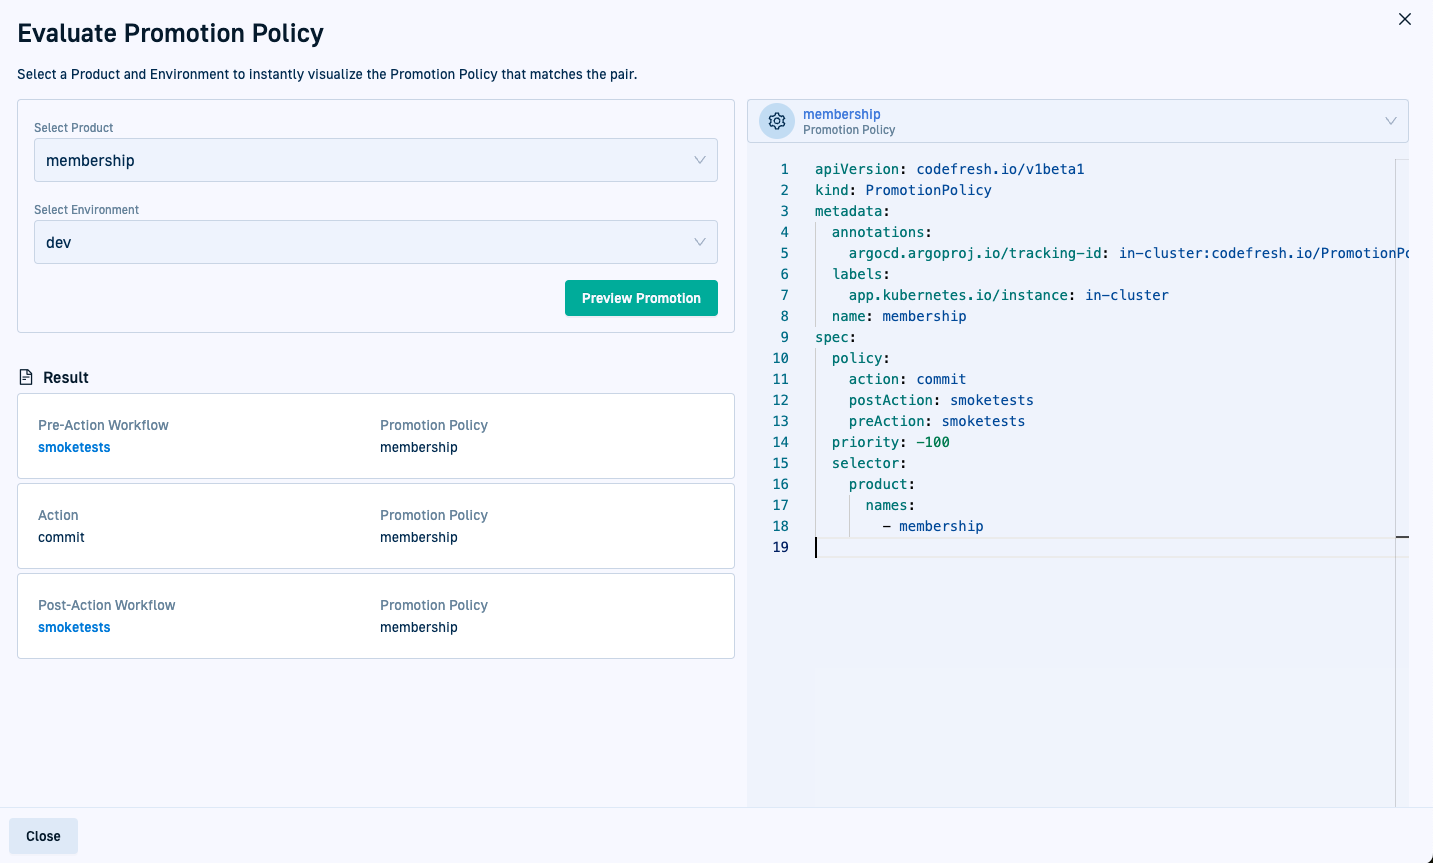 Evaluate Promotion Policy
Select a Product and Environment to instantly visualize the Promotion Policy that matches the pair.
Select Product
membership
Select Environment
dev
Preview Promotion
Result
Pre-Action Workflow Promotion Policy
smoketests membership
Action Promotion Policy
commit membership
Post-Action Workflow Promotion Policy
smoketests membership
membership
Promotion Policy
1 apiVersion: codefresh.io/v1beta1
2 kind: PromotionPolicy
3 metadata:
4 annotations:
5 argocd.argoproj.io/tracking-id: in-cluster:codefresh.io/PromotionPo
6 labels:
7 app.kubernetes.io/instance: in-cluster
8 name: membership
9 spec:
10 policy:
11 action: commit
12 postAction: smoketests
13 preAction: smoketests
14 priority: -100
15 selector:
16 product:
17 names:
18 - membership
19
Close